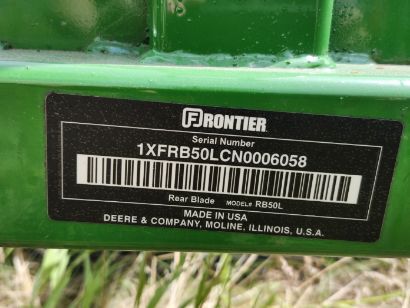 FRONTIER
Serial Number
1XFRB50LCN0006058
Rear Blade MODEL# RB50L
MADE IN USA
DEERE & COMPANY, MOLINE, ILLINOIS, U.S.A.